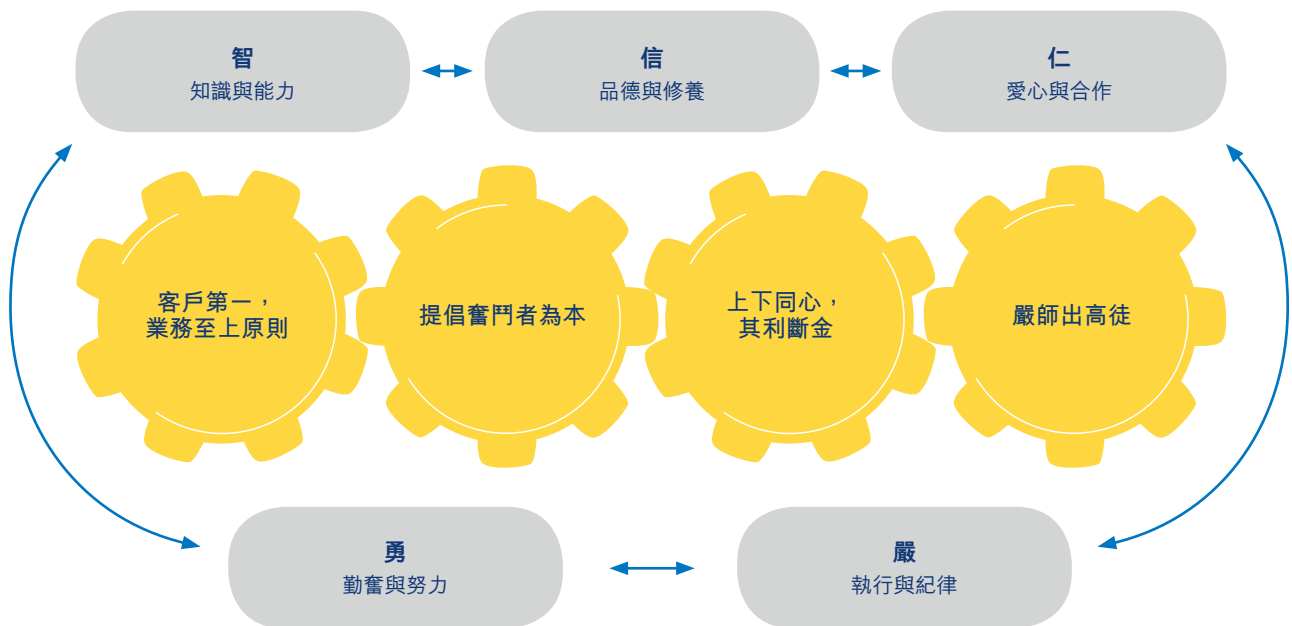 智
知識與能力
信
品德與修養
仁
愛心與合作
客戶第一，
業務至上原則
提倡奮鬥者為本
上下同心，
其利斷金
嚴師出高徒
勇
勤奮與努力
嚴
執行與紀律